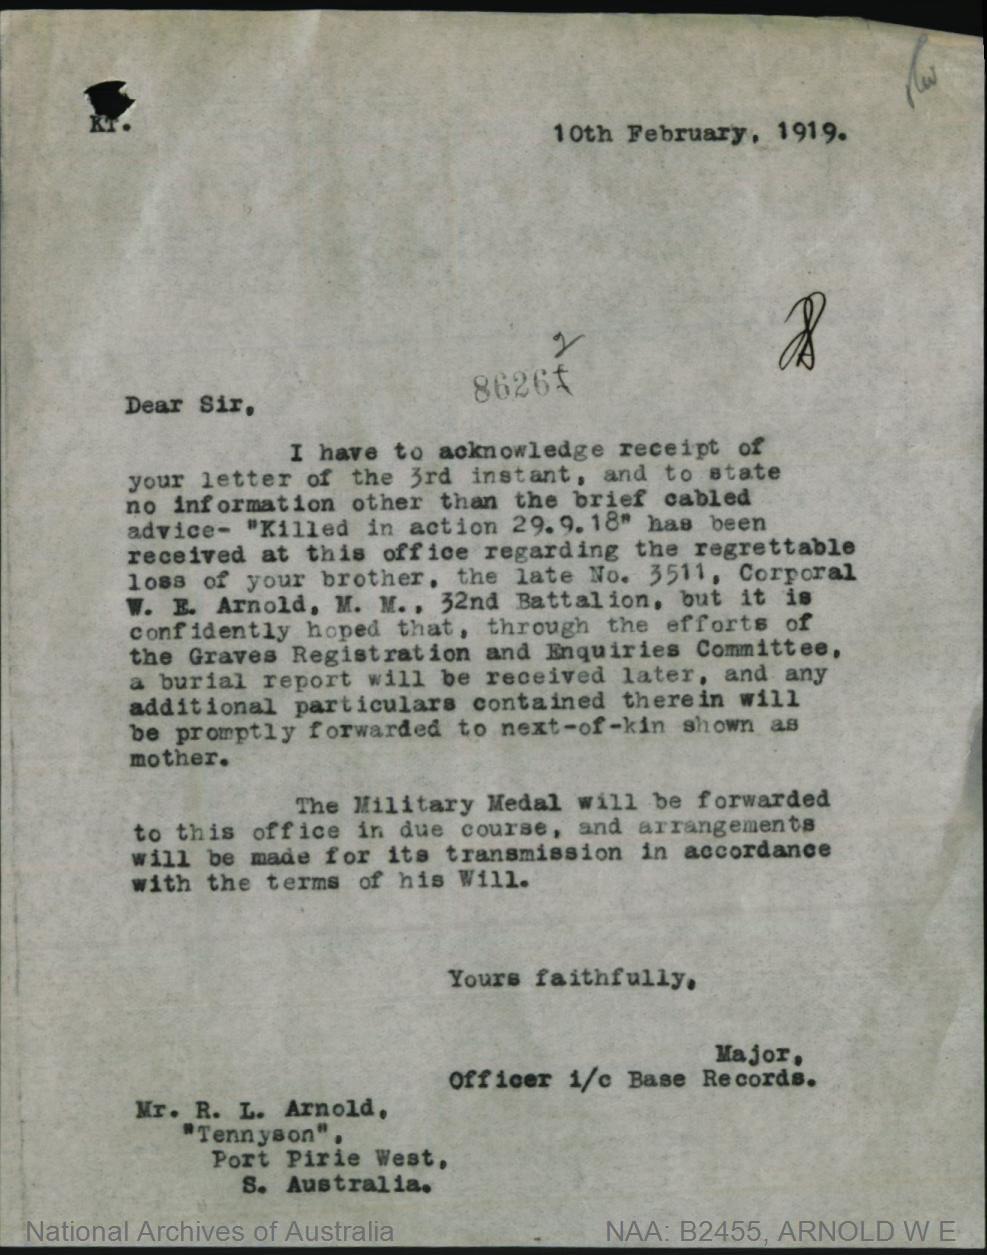 KT.
10th February, 1919.
2
86261
Dear Sir,
I have to acknowledge receipt of
your letter of the 3rd instant, and to state
no information other than the brief cabled
advice- "Killed in action 29.9.18" has been
received at this office regarding the regrettable
loss of your brother, the late No. 3511, Corporal
W. E. Arnold, M. M., 32nd Battalion, but it is
confidently hoped that, through the efforts of
the Graves Registration and Enquiries Committee,
a burial report will be received later, and any
additional particulars contained therein will
be promptly forwarded to next-of-kin shown as
mother.
The Military Medal will be forwarded
to this office in due course, and arrangements
will be made for its transmission in accordance
with the terms of his Will.
Yours faithfully,
Major,
Officer i/c Base Records.
Mr. R. L. Arnold,
"Tennyson",
Port Pirie West,
S. Australia.
National Archives of Australia
NAA: B2455, ARNOLD W E